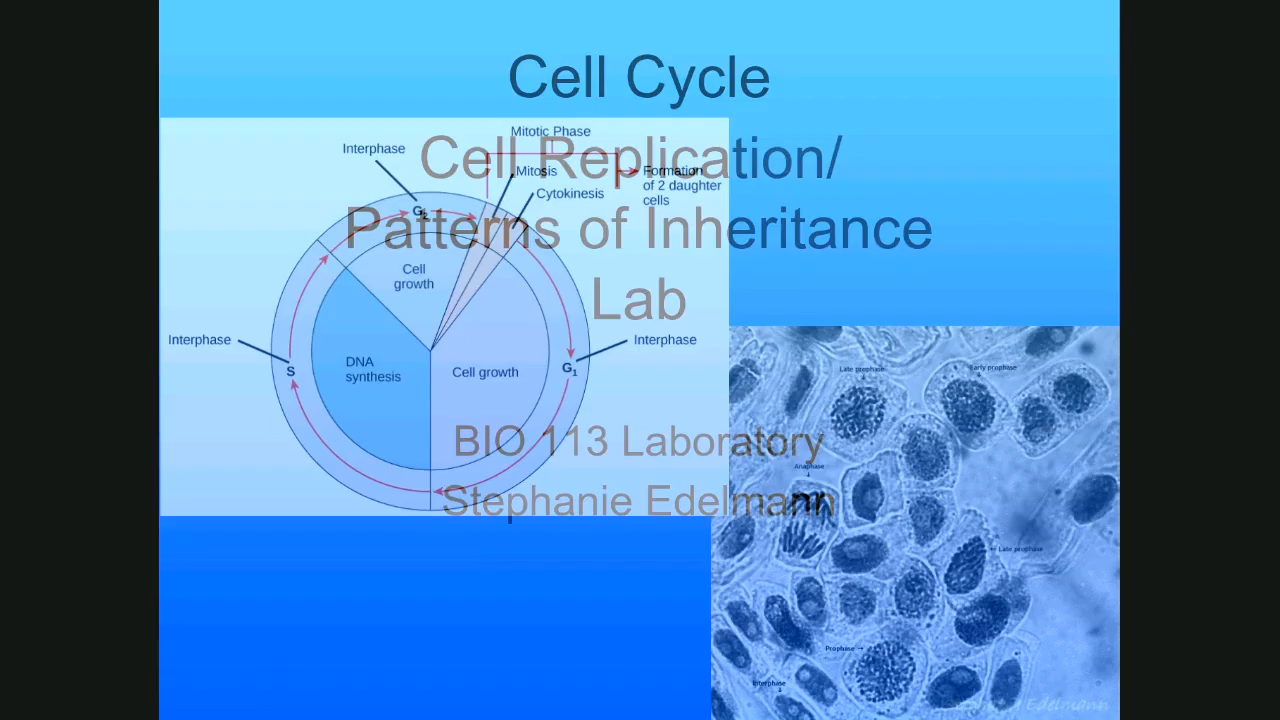 Cell Cycle
Cell Replication/
Patterns of Inheritance
Lab
BIO 113 Laboratory
Stephanie Edelmann
Mitotic Phase
Interphase
Mitosis
Formation
of 2 daughter
cells
Cytokinesis
G2
Cell
growth
Interphase
Interphase
S
DNA
synthesis
Cell growth
G1
Late prophase
Early prophase
Anaphase
Late prophase
Prophase
Interphase
Edelmann